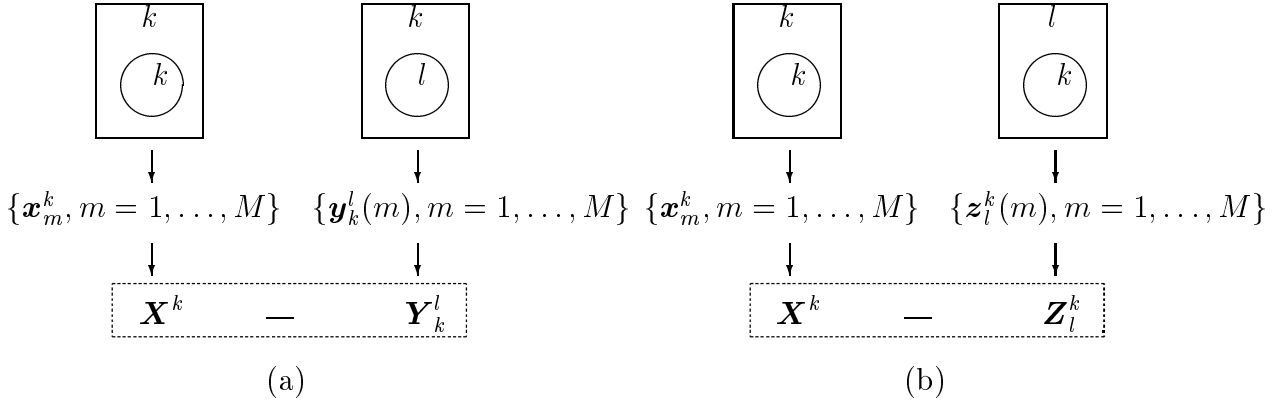 k k k l
k l k k
{x_m^k, m = 1, . . . , M} {y_k^l(m), m = 1, . . . , M} {x_m^k, m = 1, . . . , M} {z_l^k(m), m = 1, . . . , M}
X^k − Y_k^l X^k − Z_l^k
(a) (b)